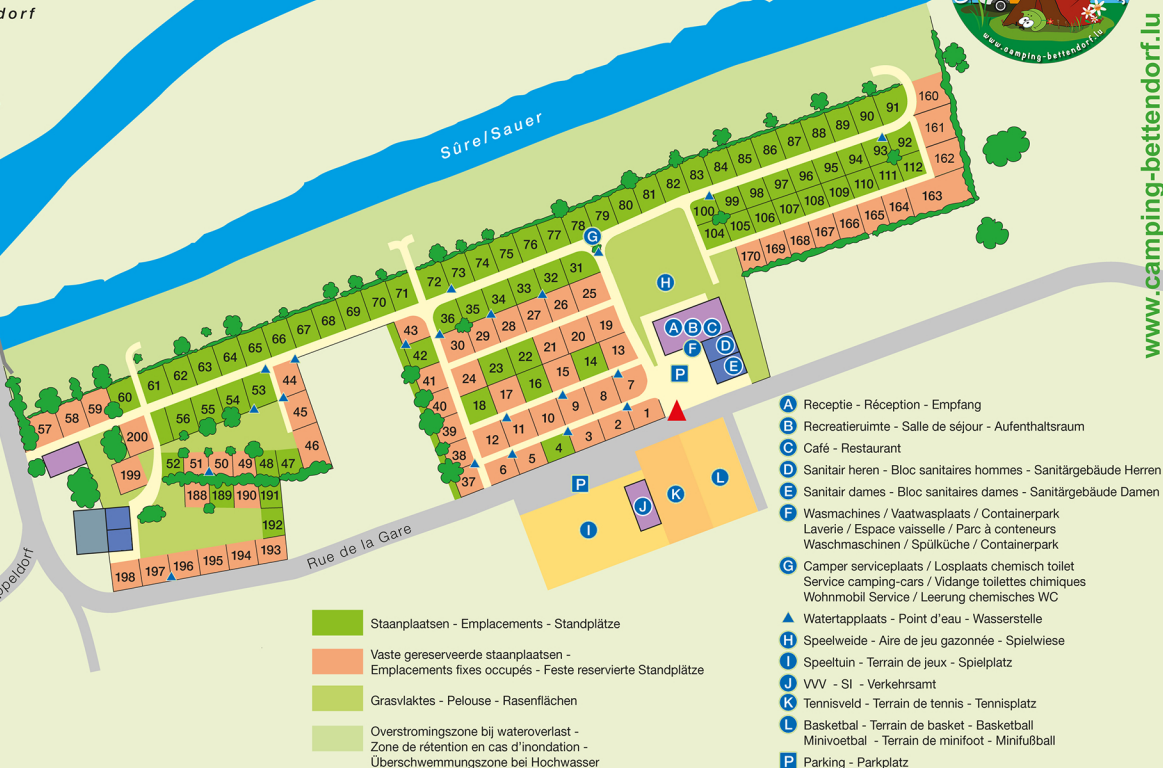 dorf
www.camping-bettendorf.lu
www.camping-bettendorf.lu
Sûre/Sauer
160
91
90
89
88
87
86
85
84
83
82
81
80
79
78
77
76
75
74
73
72
71
70
69
68
67
66
65
64
63
62
61
60
59
58
57
161
162
163
164
165
166
167
168
169
170
92
93
94
95
96
97
98
99
100
112
111
110
109
108
107
106
105
104
G
H
A B C
F
D
E
P
31
32
33
34
35
36
25
26
27
28
29
30
19
20
21
22
23
24
13
14
15
16
17
18
7
8
9
10
11
12
1
2
3
4
5
6
43
42
41
40
39
38
37
44
45
46
53
54
55
56
200
199
52 51 50 49 48 47
188 189 190 191
192
193
194
195
196
197
198
P
I
J
K
L
Rue de la Gare
ppeldorf
Staanplaatsen - Emplacements - Standplätze
Vaste gereserveerde staanplaatsen -
Emplacements fixes occupés - Feste reservierte Standplätze
Grasvlaktes - Pelouse - Rasenflächen
Overstromingszone bij wateroverlast -
Zone de rétention en cas d'inondation -
Überschwemmungszone bei Hochwasser
A Receptie - Réception - Empfang
B Recreatieruimte - Salle de séjour - Aufenthaltsraum
C Café - Restaurant
D Sanitair heren - Bloc sanitaires hommes - Sanitärgebäude Herren
E Sanitair dames - Bloc sanitaires dames - Sanitärgebäude Damen
F Wasmachines / Vaatwasplaats / Containerpark
Laverie / Espace vaisselle / Parc à conteneurs
Waschmaschinen / Spülküche / Containerpark
G Camper serviceplaats / Losplaats chemisch toilet
Service camping-cars / Vidange toilettes chimiques
Wohnmobil Service / Leerung chemisches WC
Watertapplaats - Point d'eau - Wasserstelle
H Speelweide - Aire de jeu gazonnée - Spielwiese
I Speeltuin - Terrain de jeux - Spielplatz
J VVV - SI - Verkehrsamt
K Tennisveld - Terrain de tennis - Tennisplatz
L Basketbal - Terrain de basket - Basketball
Minivoetbal - Terrain de minifoot - Minifußball
P Parking - Parkplatz